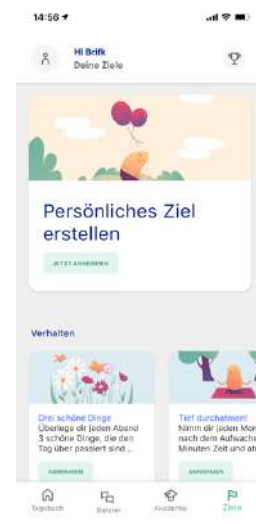 14:56
Hi Brifk
Deine Ziele
Persönliches Ziel
erstellen
JETZT ANNEHMEN
Verhalten
Drei schöne Dinge
Überlege dir jeden Abend
3 schöne Dinge, die den
Tag über passiert sind...
ANNEHMEN
Tief durchatmen!
Nimm dir jeden Mor
nach dem Aufwache
Minuten Zeit und at
ANNEHMEN
Tagebuch
Berater
Akademie
Ziele